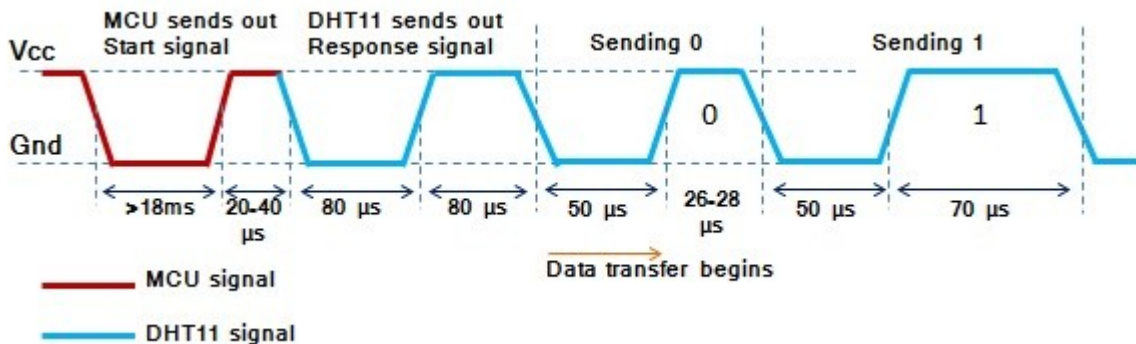 MCU sends out
Start signal
DHT11 sends out
Response signal
Sending 0
Sending 1
Vcc
0
1
Gnd
>18ms
20-40
µs
80 µs
80 µs
50 µs
26-28
µs
50 µs
70 µs
Data transfer begins
MCU signal
DHT11 signal